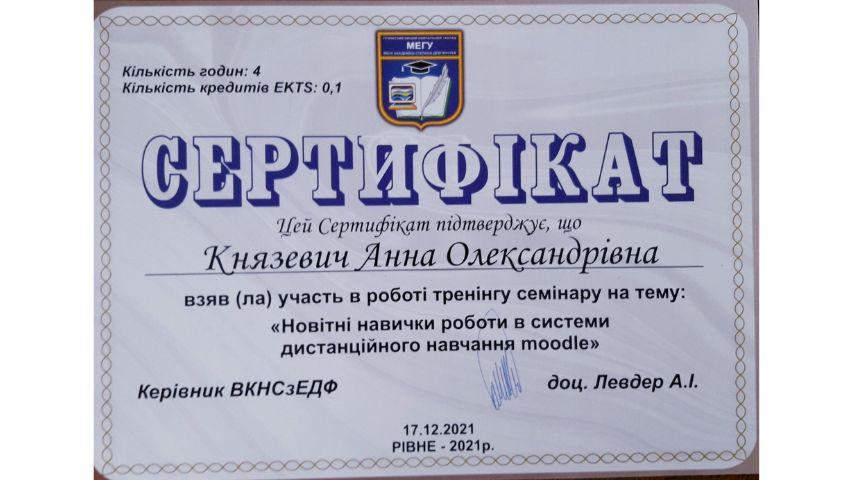 МЕГУ
Кількість годин: 4
Кількість кредитів EKTS: 0,1
СЕРТИФІКАТ
Цей Сертифікат підтверджує, що
Князевич Анна Олександрівна
взяв (ла) участь в роботі тренінгу семінару на тему:
«Новітні навички роботи в системи
дистанційного навчання moodle»
Керівник ВКНСзЕДФ
доц. Левдер А.І.
17.12.2021
РІВНЕ - 2021р.